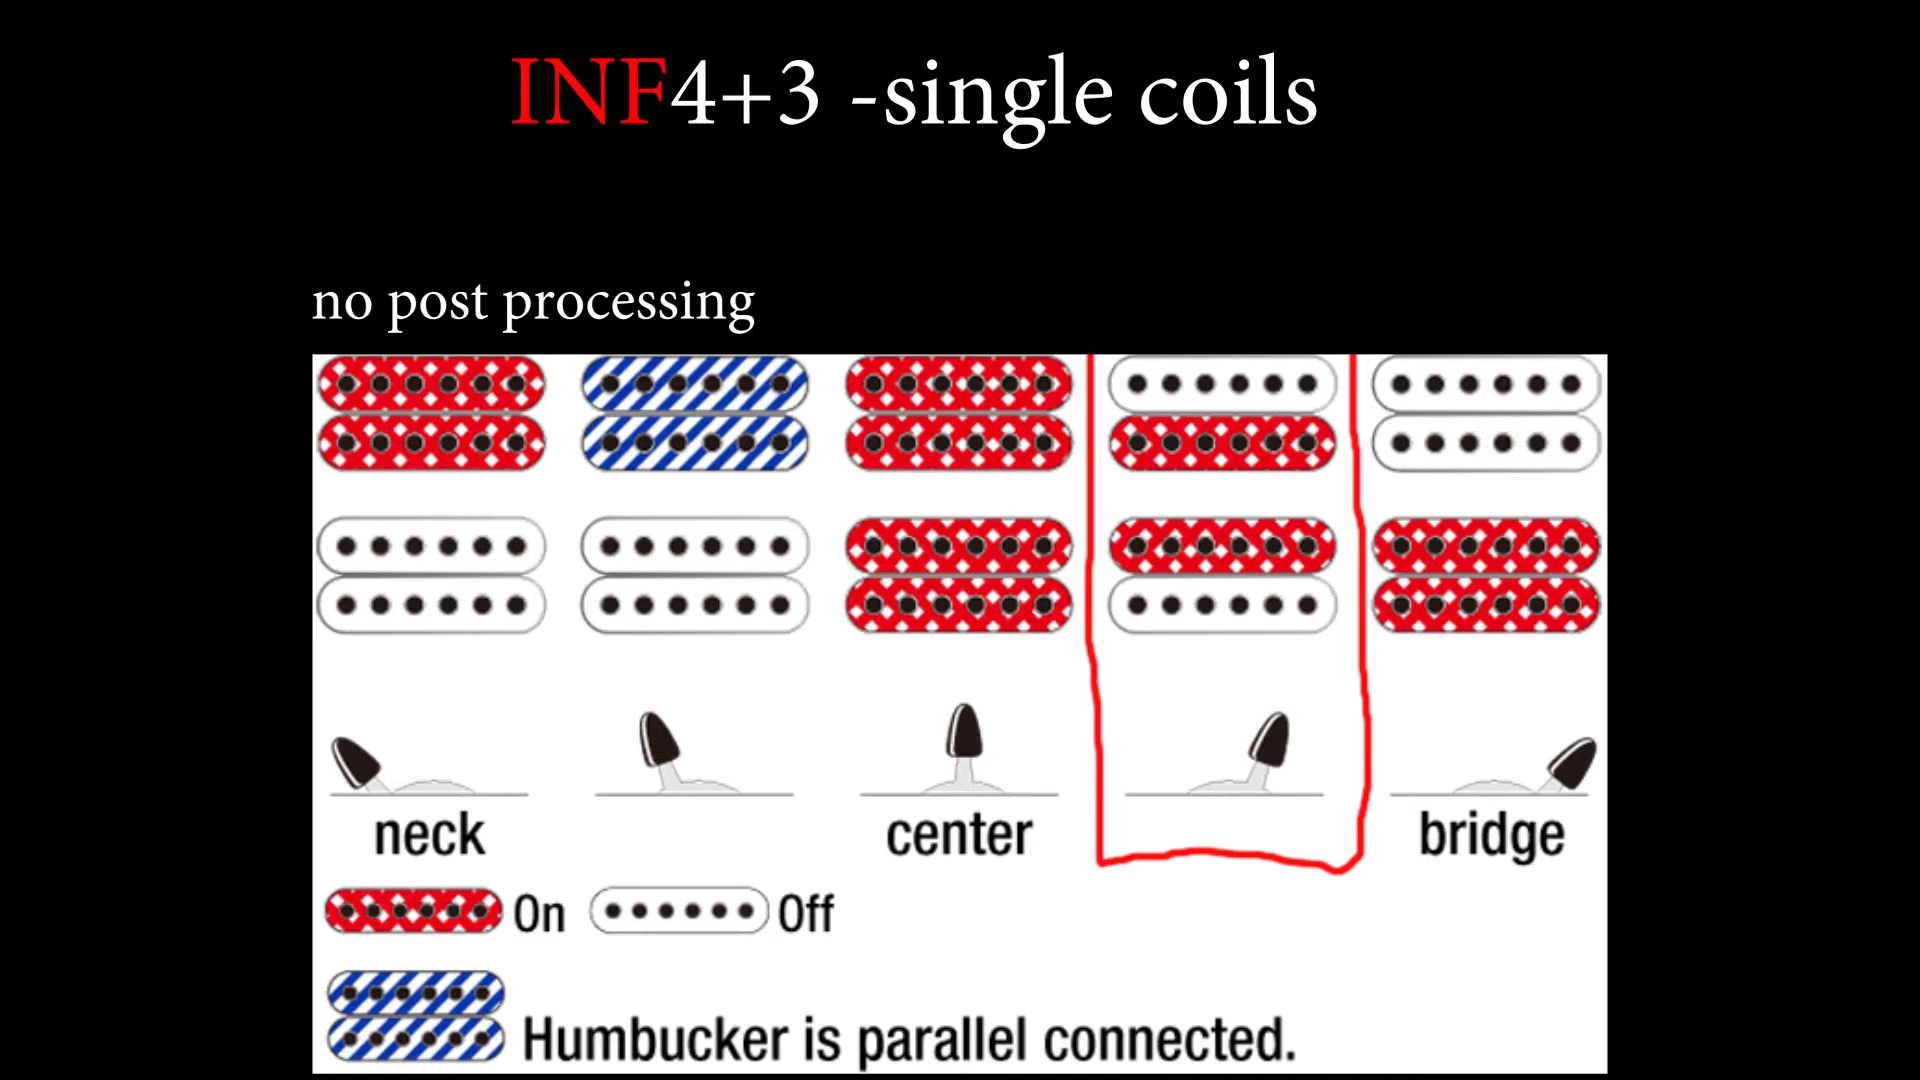 INF4+3 -single coils
no post processing
neck center bridge
On Off
Humbucker is parallel connected.